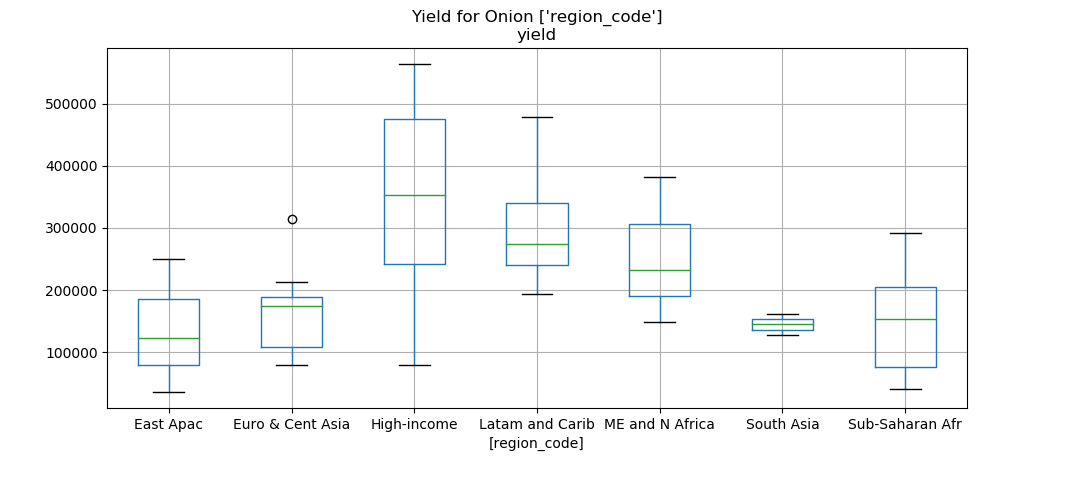 Yield for Onion ['region_code']
yield
500000
400000
300000
200000
100000
East Apac Euro & Cent Asia High-income Latam and Carib ME and N Africa South Asia Sub-Saharan Afr
[region_code]